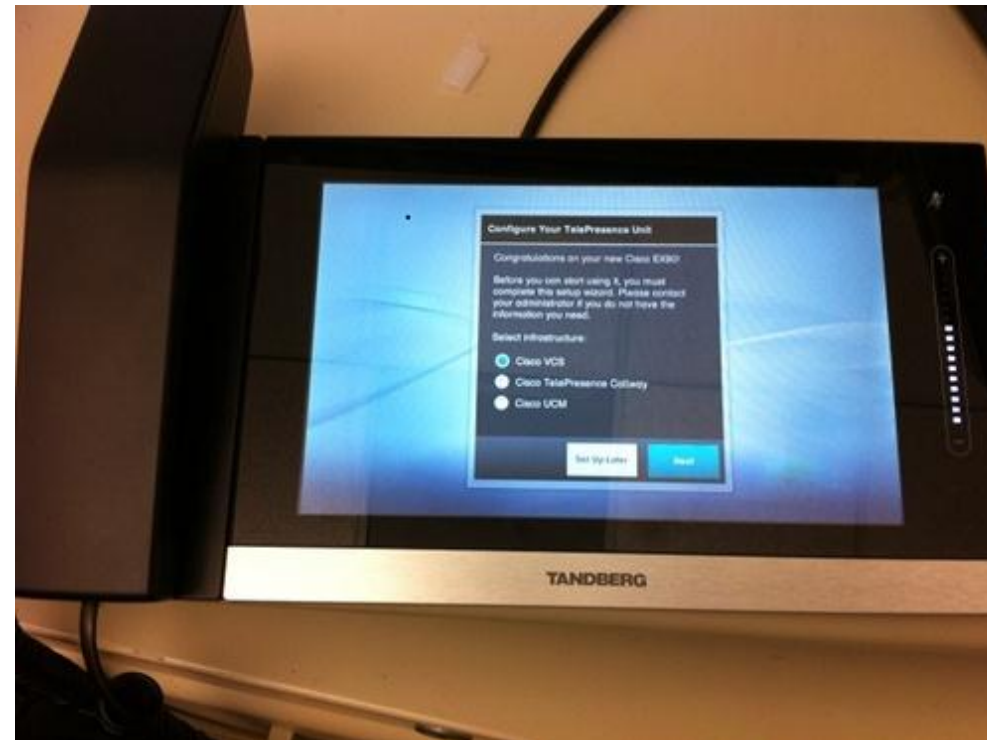 Configure Your TelePresence Unit
Congratulations on your new Cisco EX90!
Before you can start using it, you must
complete this setup wizard. Please contact
your administrator if you do not have the
information you need.
Select infrastructure:
Cisco VCS
Cisco TelePresence Callway
Cisco UCM
Set Up Later
Next
+
-
TANDBERG